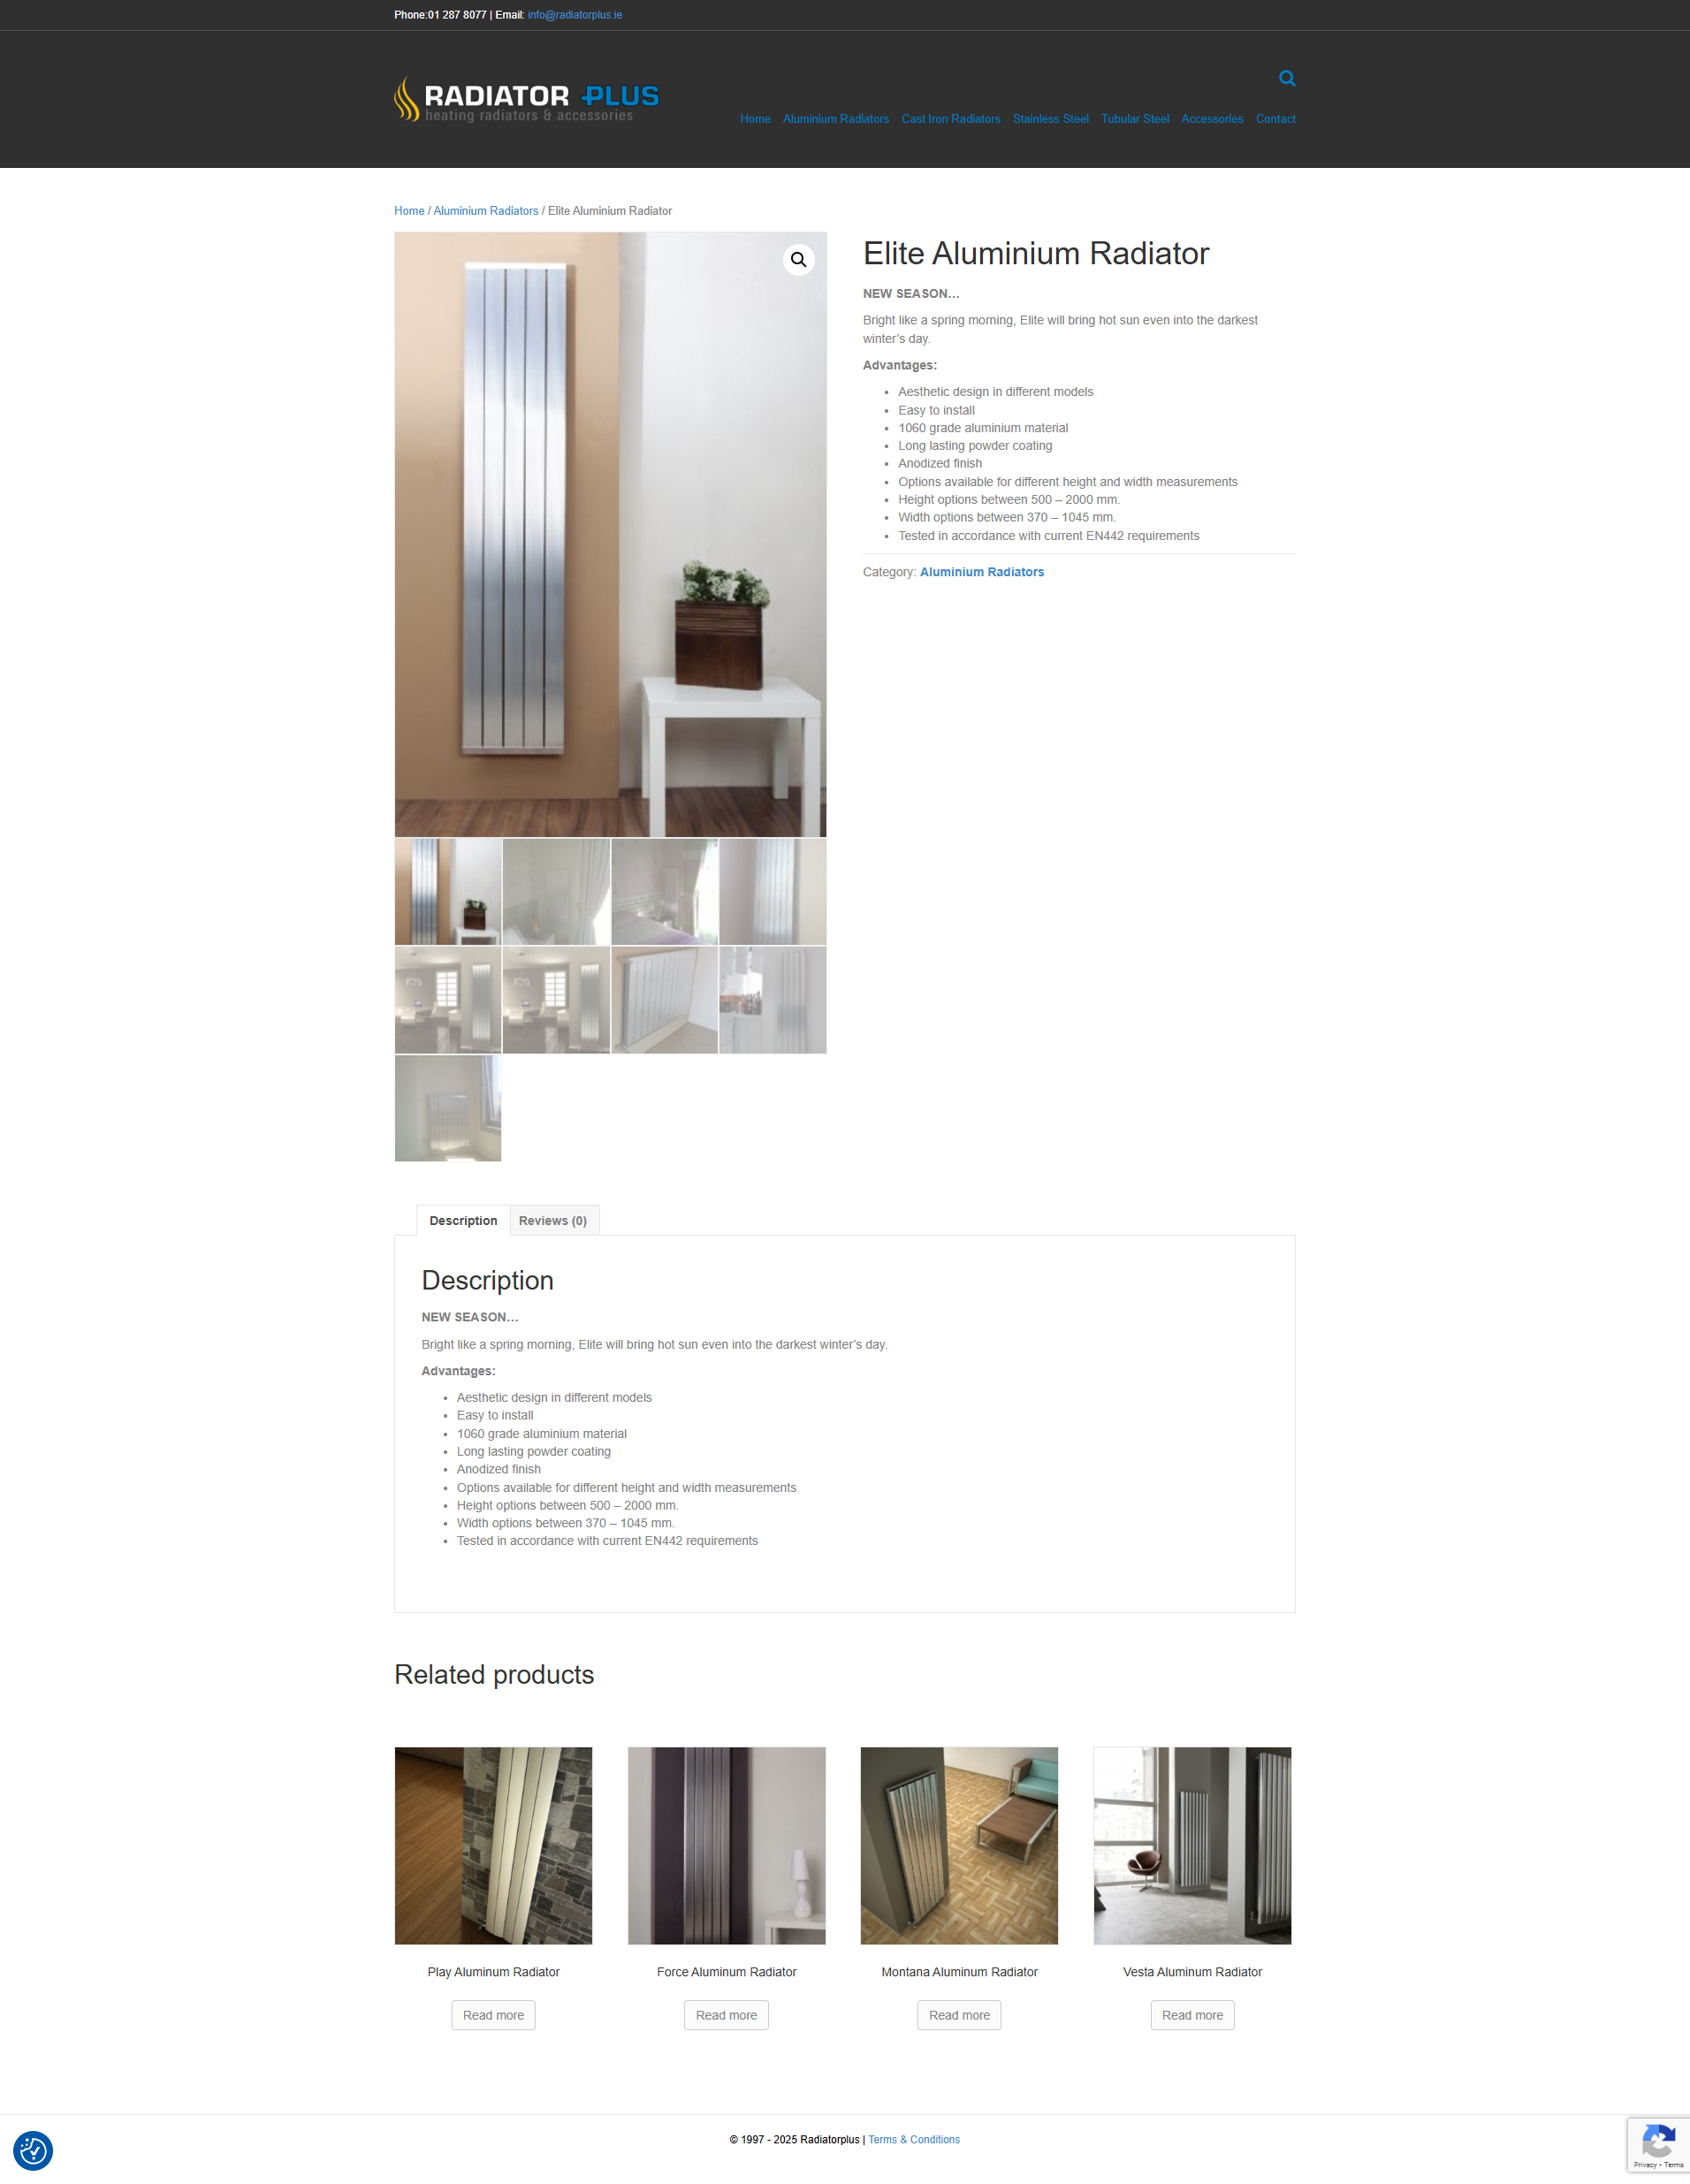 Phone:01 287 8077 | Email: info@radiatorplus.ie
RADIATOR PLUS
heating radiators & accessories
Home Aluminium Radiators Cast Iron Radiators Stainless Steel Tubular Steel Accessories Contact
Home / Aluminium Radiators / Elite Aluminium Radiator
Elite Aluminium Radiator
NEW SEASON…
Bright like a spring morning, Elite will bring hot sun even into the darkest
winter’s day.
Advantages:
Aesthetic design in different models
Easy to install
1060 grade aluminium material
Long lasting powder coating
Anodized finish
Options available for different height and width measurements
Height options between 500 – 2000 mm.
Width options between 370 – 1045 mm.
Tested in accordance with current EN442 requirements
Category: Aluminium Radiators
Description Reviews (0)
Description
NEW SEASON…
Bright like a spring morning, Elite will bring hot sun even into the darkest winter’s day.
Advantages:
Aesthetic design in different models
Easy to install
1060 grade aluminium material
Long lasting powder coating
Anodized finish
Options available for different height and width measurements
Height options between 500 – 2000 mm.
Width options between 370 – 1045 mm.
Tested in accordance with current EN442 requirements
Related products
Play Aluminum Radiator
Read more
Force Aluminum Radiator
Read more
Montana Aluminum Radiator
Read more
Vesta Aluminum Radiator
Read more
© 1997 - 2025 Radiatorplus | Terms & Conditions
Privacy - Terms